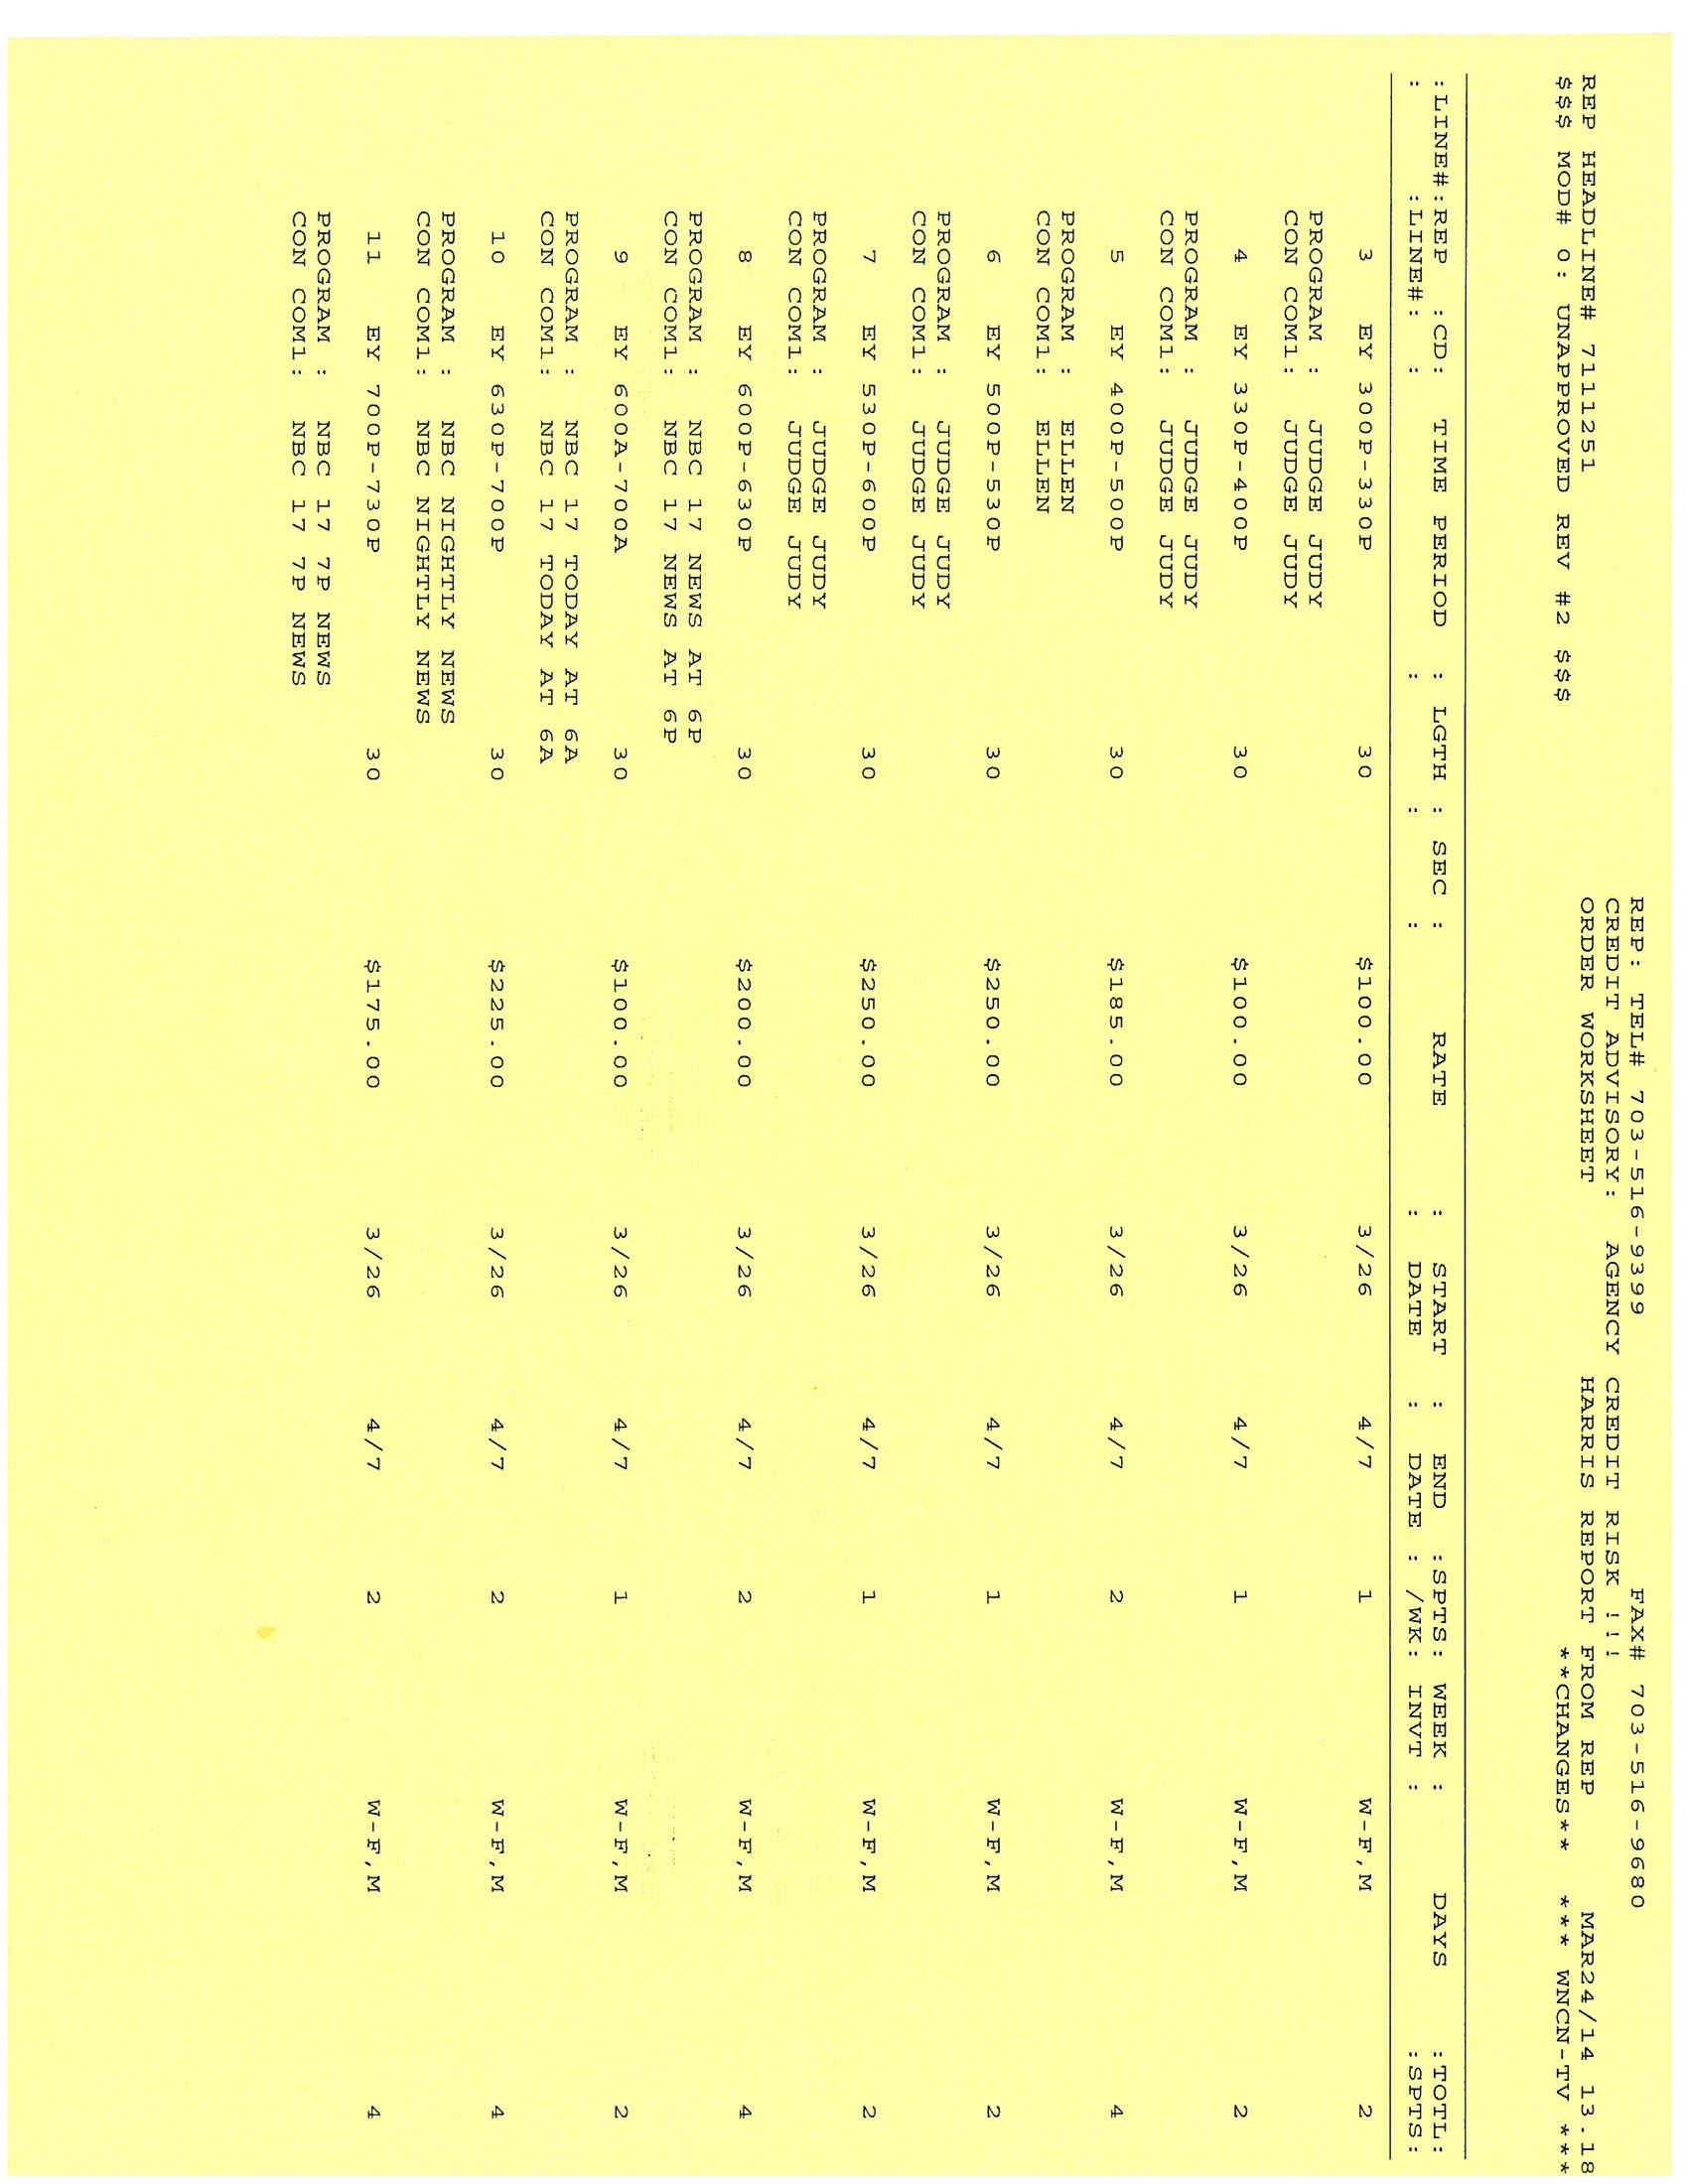 REP: TEL# 703-516-9399 FAX# 703-516-9680
CREDIT ADVISORY: AGENCY CREDIT RISK !!!
REP HEADLINE# 7111251 ORDER WORKSHEET HARRIS REPORT FROM REP MAR24/14 13.18
$$$ MOD# 0: UNAPPROVED REV #2 $$$ **CHANGES** *** WNCN-TV ***
:LINE#:REP :CD: TIME PERIOD : LGTH : SEC : RATE : START : END :SPTS: WEEK : DAYS :TOTL:
: :LINE#: : : : : DATE : DATE : /WK: INVT : :SPTS:
3 EY 300P-330P 30 $100.00 3/26 4/7 1 W-F,M 2
PROGRAM : JUDGE JUDY
CON COM1: JUDGE JUDY
4 EY 330P-400P 30 $100.00 3/26 4/7 1 W-F,M 2
PROGRAM : JUDGE JUDY
CON COM1: JUDGE JUDY
5 EY 400P-500P 30 $185.00 3/26 4/7 2 W-F,M 4
PROGRAM : ELLEN
CON COM1: ELLEN
6 EY 500P-530P 30 $250.00 3/26 4/7 1 W-F,M 2
PROGRAM : JUDGE JUDY
CON COM1: JUDGE JUDY
7 EY 530P-600P 30 $250.00 3/26 4/7 1 W-F,M 2
PROGRAM : JUDGE JUDY
CON COM1: JUDGE JUDY
8 EY 600P-630P 30 $200.00 3/26 4/7 2 W-F,M 4
PROGRAM : NBC 17 NEWS AT 6P
CON COM1: NBC 17 NEWS AT 6P
9 EY 600A-700A 30 $100.00 3/26 4/7 1 W-F,M 2
PROGRAM : NBC 17 TODAY AT 6A
CON COM1: NBC 17 TODAY AT 6A
10 EY 630P-700P 30 $225.00 3/26 4/7 2 W-F,M 4
PROGRAM : NBC NIGHTLY NEWS
CON COM1: NBC NIGHTLY NEWS
11 EY 700P-730P 30 $175.00 3/26 4/7 2 W-F,M 4
PROGRAM : NBC 17 7P NEWS
CON COM1: NBC 17 7P NEWS